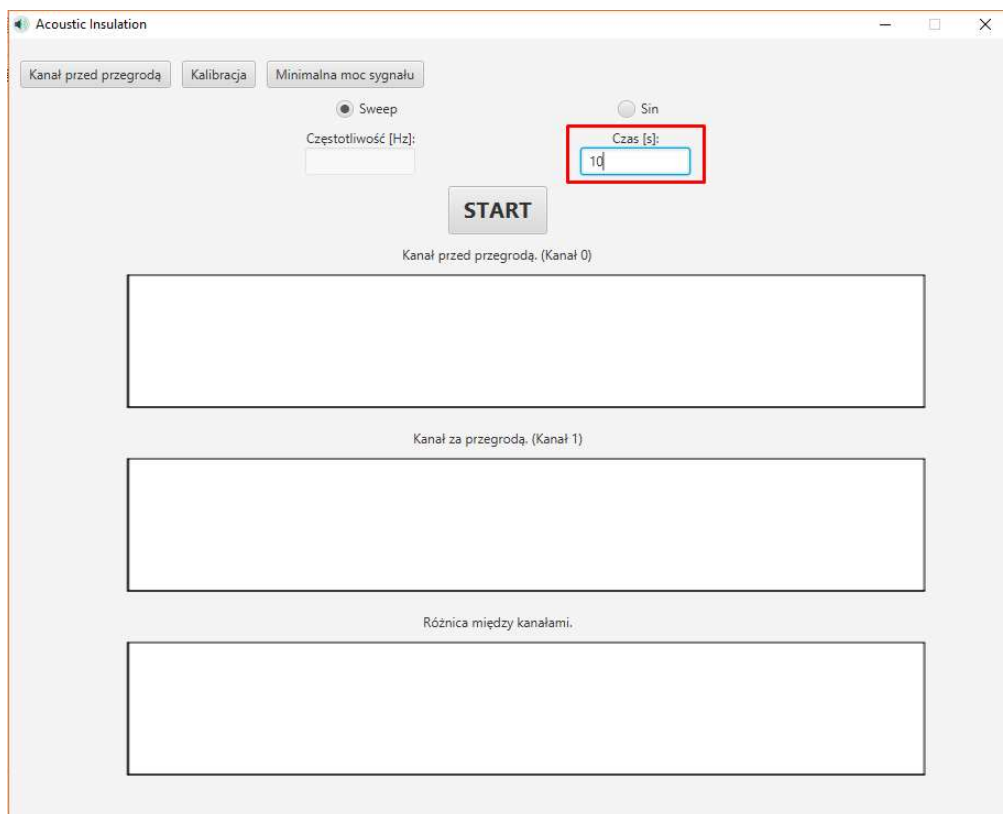 Acoustic Insulation
Kanał przed przegrodą Kalibracja Minimalna moc sygnału
Sweep Sin
Częstotliwość [Hz]: Czas [s]:
10
START
Kanał przed przegrodą. (Kanał 0)
Kanał za przegrodą. (Kanał 1)
Różnica między kanałami.